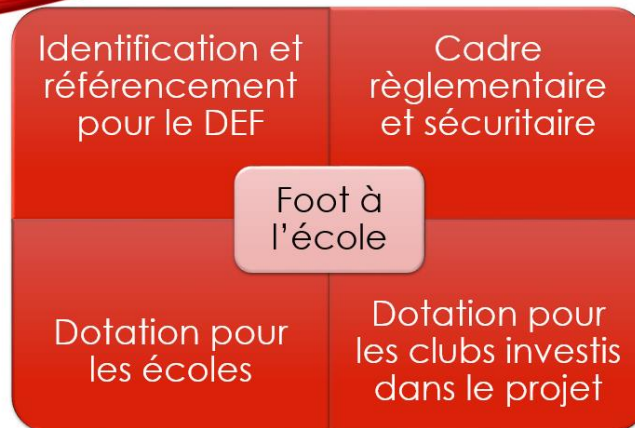 Identification et
référencement
pour le DEF
Cadre
règlementaire
et sécuritaire
Foot à
l'école
Dotation pour
les écoles
Dotation pour
les clubs investis
dans le projet